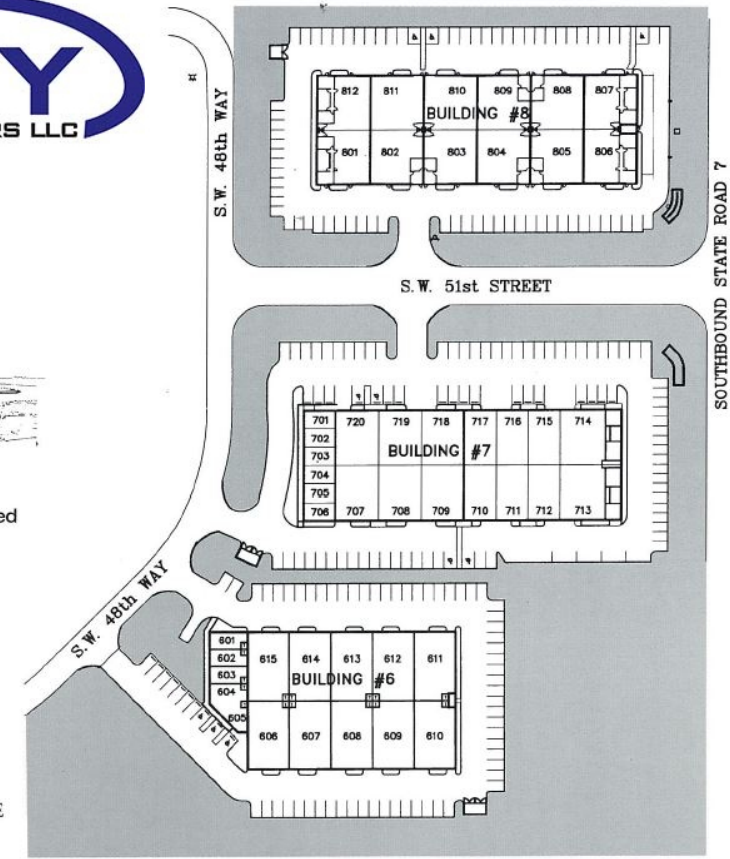 Y
RS LLC
S.W. 48th WAY
812 811 810 809 808 807
BUILDING #8
801 802 803 804 805 806
S.W. 51st STREET
SOUTHBOUND STATE ROAD 7
701 720 719 718 717 716 715 714
702
703
BUILDING #7
704
705
706 707 708 709 710 711 712 713
ed
S.W. 48th WAY
601
602
615 614 613 612 611
603
BUILDING #6
604
605
606 607 608 609 610
E